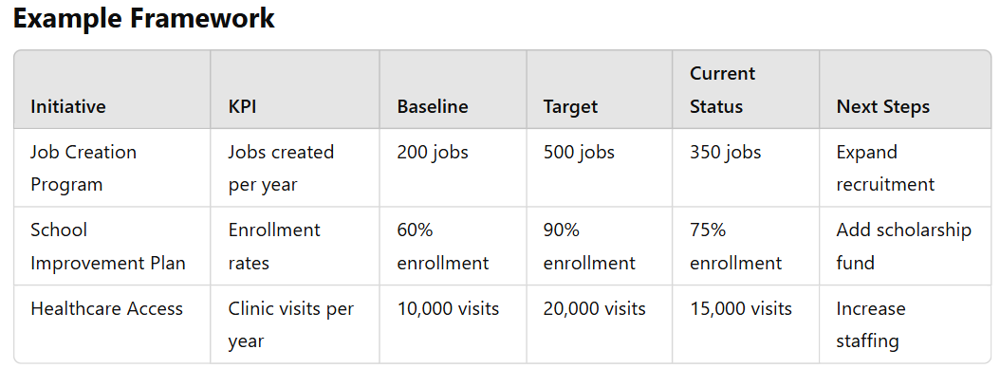 Example Framework
Initiative KPI Baseline Target Current Status Next Steps
Job Creation Program Jobs created per year 200 jobs 500 jobs 350 jobs Expand recruitment
School Improvement Plan Enrollment rates 60% enrollment 90% enrollment 75% enrollment Add scholarship fund
Healthcare Access Clinic visits per year 10,000 visits 20,000 visits 15,000 visits Increase staffing